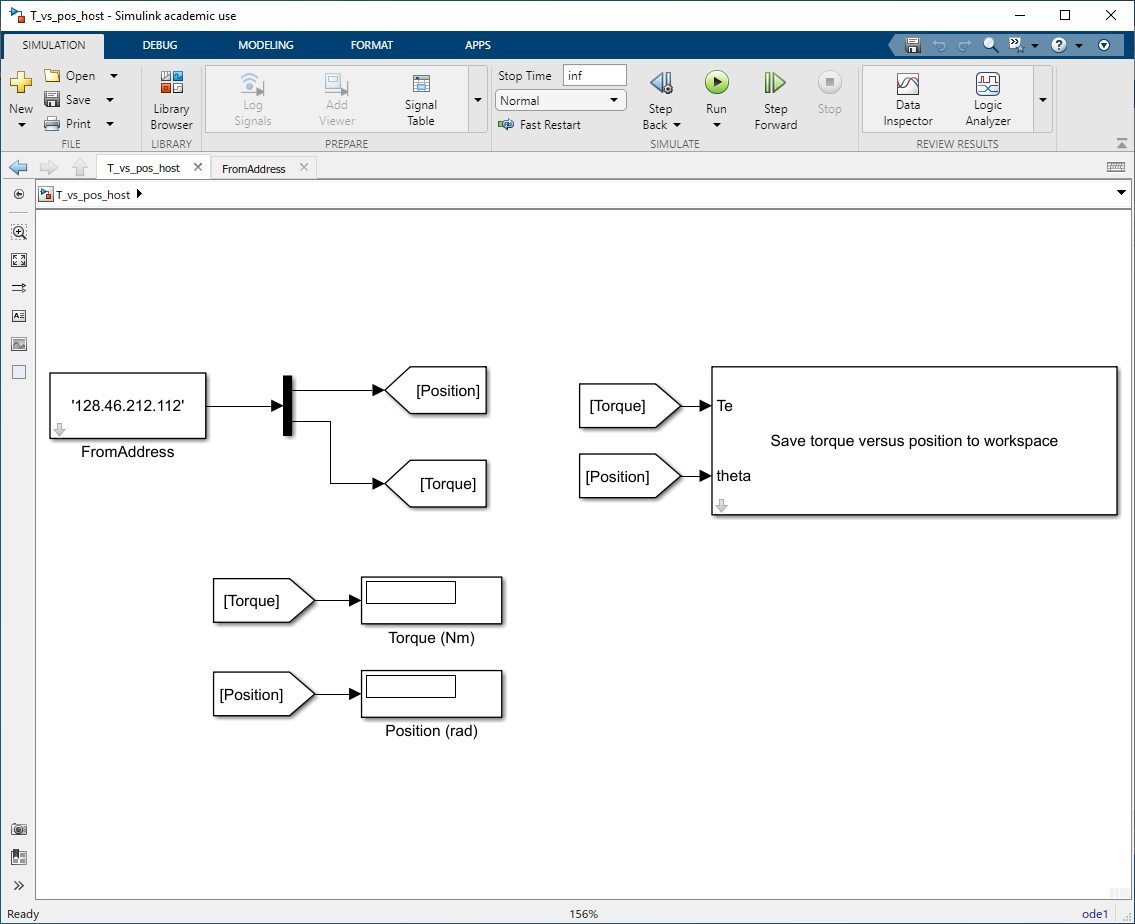 T_vs_pos_host - Simulink academic use
SIMULATION
DEBUG
MODELING
FORMAT
APPS
New
Open
Save
Print
FILE
Library
Browser
LIBRARY
Log
Signals
Add
Viewer
Signal
Table
PREPARE
Stop Time inf
Normal
Fast Restart
Step
Back
Run
Step
Forward
Stop
SIMULATE
Data
Inspector
Logic
Analyzer
REVIEW RESULTS
T_vs_pos_host
FromAddress
T_vs_pos_host
'128.46.212.112'
FromAddress
[Position]
[Torque]
[Torque]
[Position]
Te
Save torque versus position to workspace
theta
[Torque]
Torque (Nm)
[Position]
Position (rad)
Ready
156%
ode1